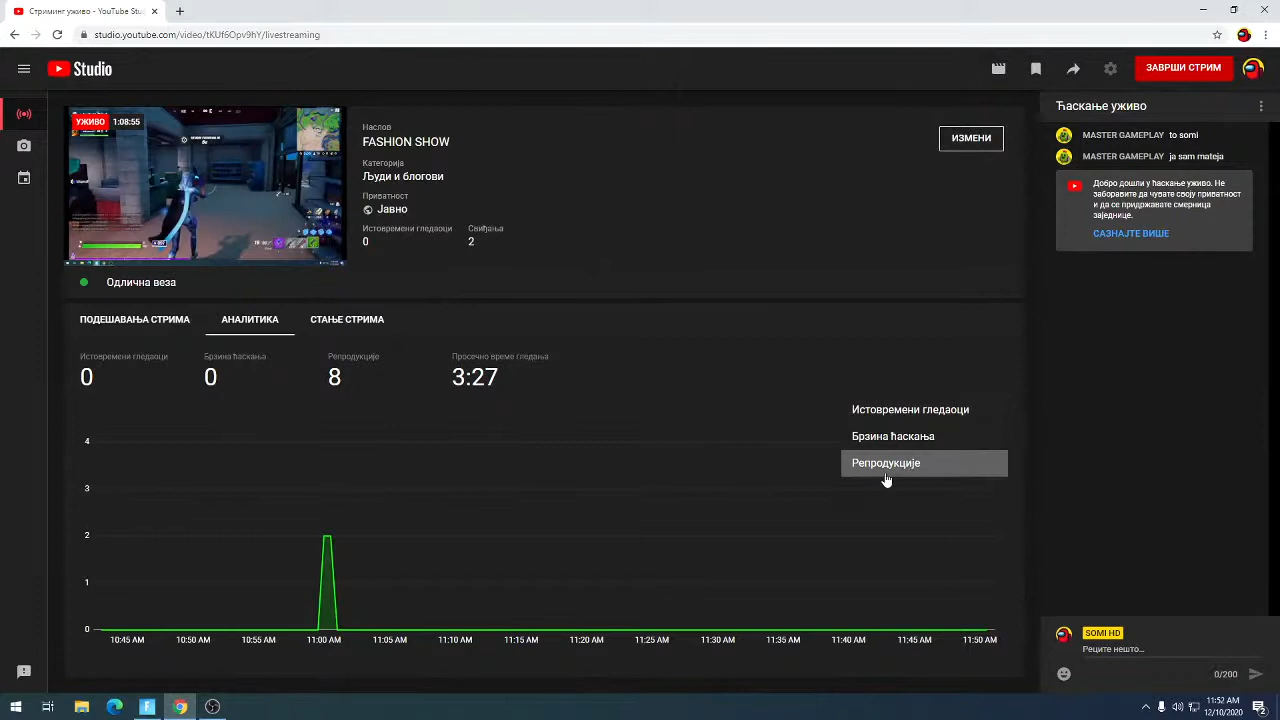 Стриминг уживо - YouTube Stu
studio.youtube.com/video/tKUf6Opv9hY/livestreaming
Studio
ЗАВРШИ СТРИМ
УЖИВО 1:08:55
Наслов
FASHION SHOW
ИЗМЕНИ
Категорија
Људи и блогови
Приватност
Јавно
Истовремени гледаоци Свиђања
0 2
Одлична веза
ПОДЕШАВАЊА СТРИМА АНАЛИТИКА СТАЊЕ СТРИМА
Истовремени гледаоци Брзина ћаскања Репродукције Просечно време гледања
0 0 8 3:27
Истовремени гледаоци
Брзина ћаскања
Репродукције
4
3
2
1
0
10:45 AM 10:50 AM 10:55 AM 11:00 AM 11:05 AM 11:10 AM 11:15 AM 11:20 AM 11:25 AM 11:30 AM 11:35 AM 11:40 AM 11:45 AM 11:50 AM
Ћаскање уживо
MASTER GAMEPLAY to somi
MASTER GAMEPLAY ja sam mateja
Добро дошли у ћаскање уживо. Не
заборавите да чувате своју приватност
и да се придржавате смерница
заједнице.
САЗНАЈТЕ ВИШЕ
SOMI HD
Реците нешто...
0/200
11:52 AM
12/10/2020
2